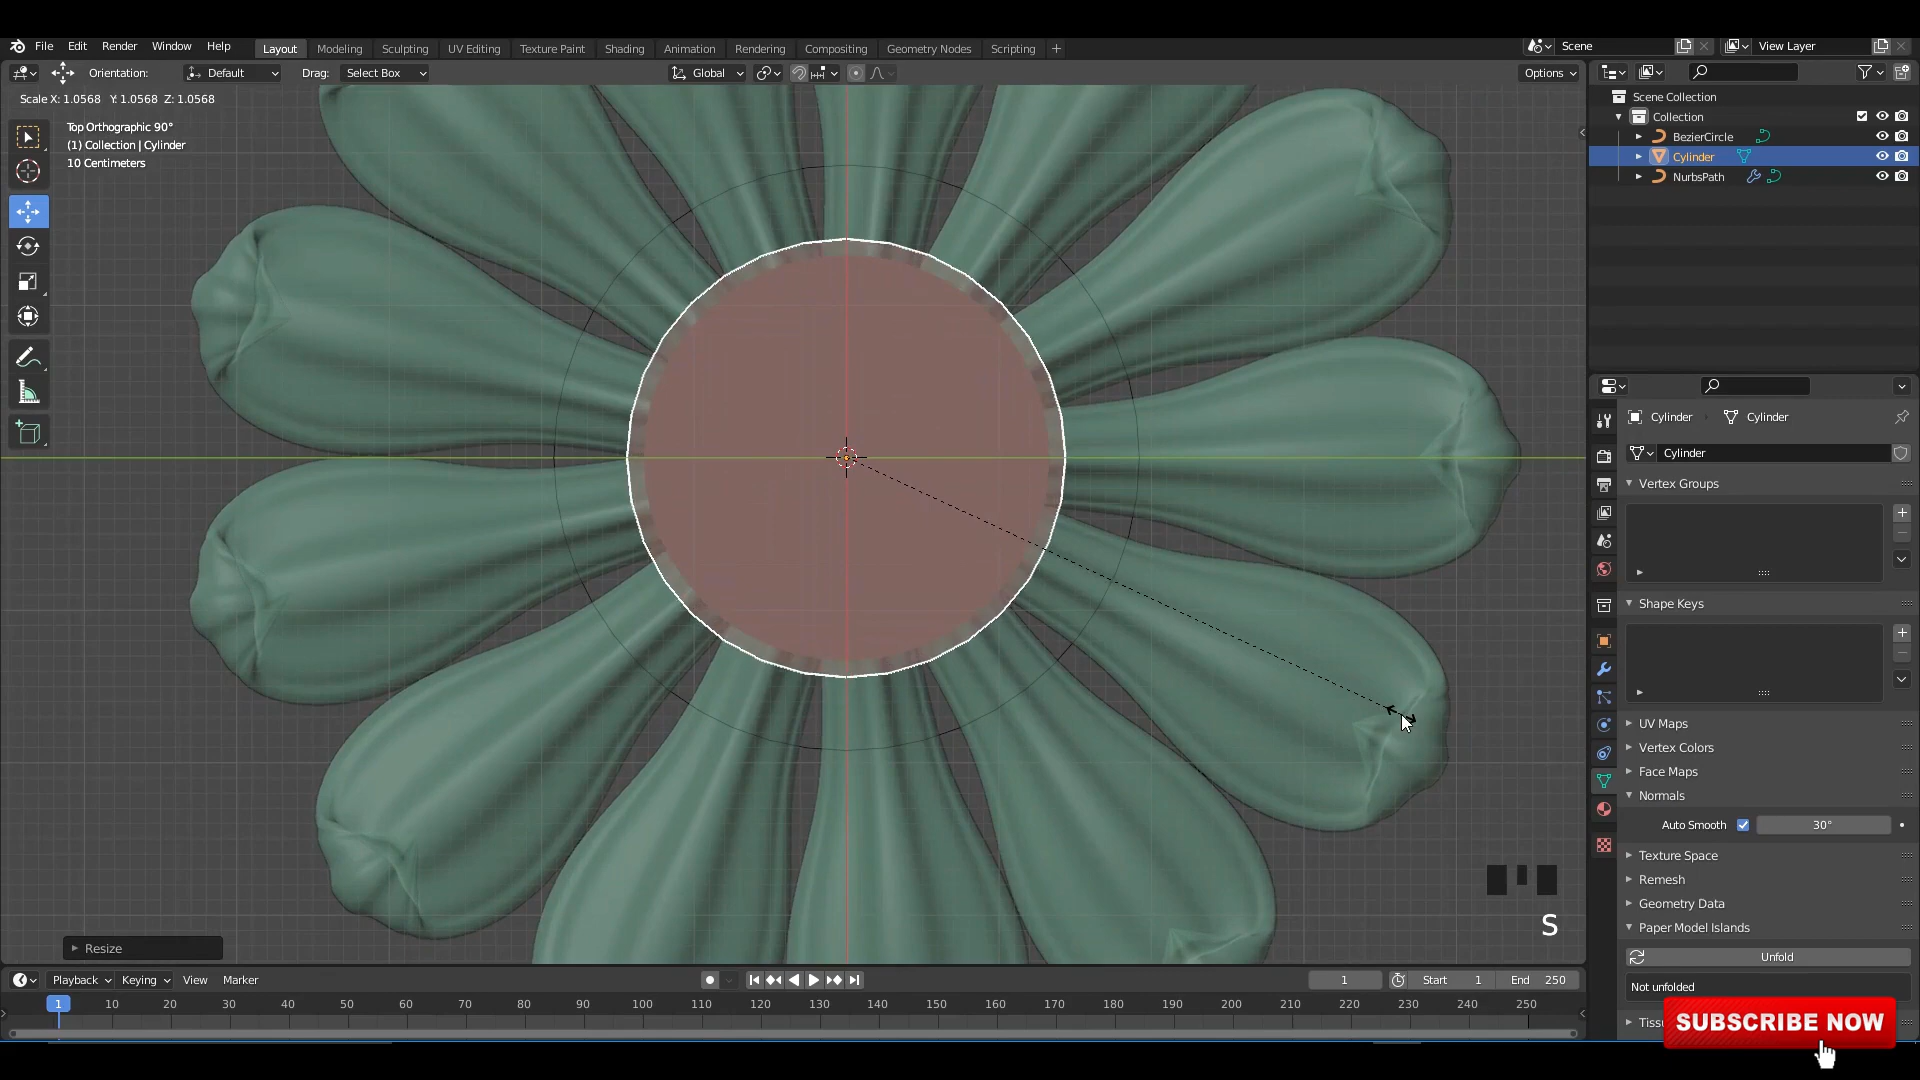 File Edit Render Window Help Layout Modeling Sculpting UV Editing Texture Paint Shading Animation Rendering Compositing Geometry Nodes Scripting + Scene View Layer
Orientation: Default Drag: Select Box Global Options
Scale X: 1.0568 Y: 1.0568 Z: 1.0568
Top Orthographic 90°
(1) Collection | Cylinder
10 Centimeters
Scene Collection
Collection
BezierCircle
Cylinder
NurbsPath
Cylinder Cylinder
Cylinder
Vertex Groups
Shape Keys
UV Maps
Vertex Colors
Face Maps
Normals
Auto Smooth 30°
Texture Space
Remesh
Geometry Data
Paper Model Islands
Unfold
Not unfolded
Tissu
SUBSCRIBE NOW
S
Resize
Playback Keying View Marker 1 Start 1 End 250
1 10 20 30 40 50 60 70 80 90 100 110 120 130 140 150 160 170 180 190 200 210 220 230 240 250